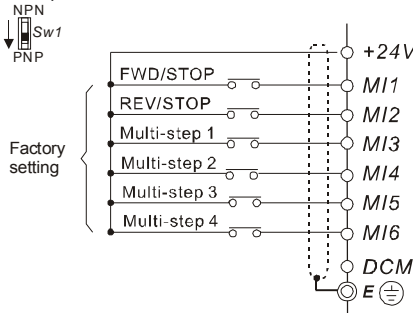 NPN
Sw1
PNP
+24V
FWD/STOP
MI1
REV/STOP
MI2
Multi-step 1
MI3
Factory
setting
Multi-step 2
MI4
Multi-step 3
MI5
Multi-step 4
MI6
DCM
E